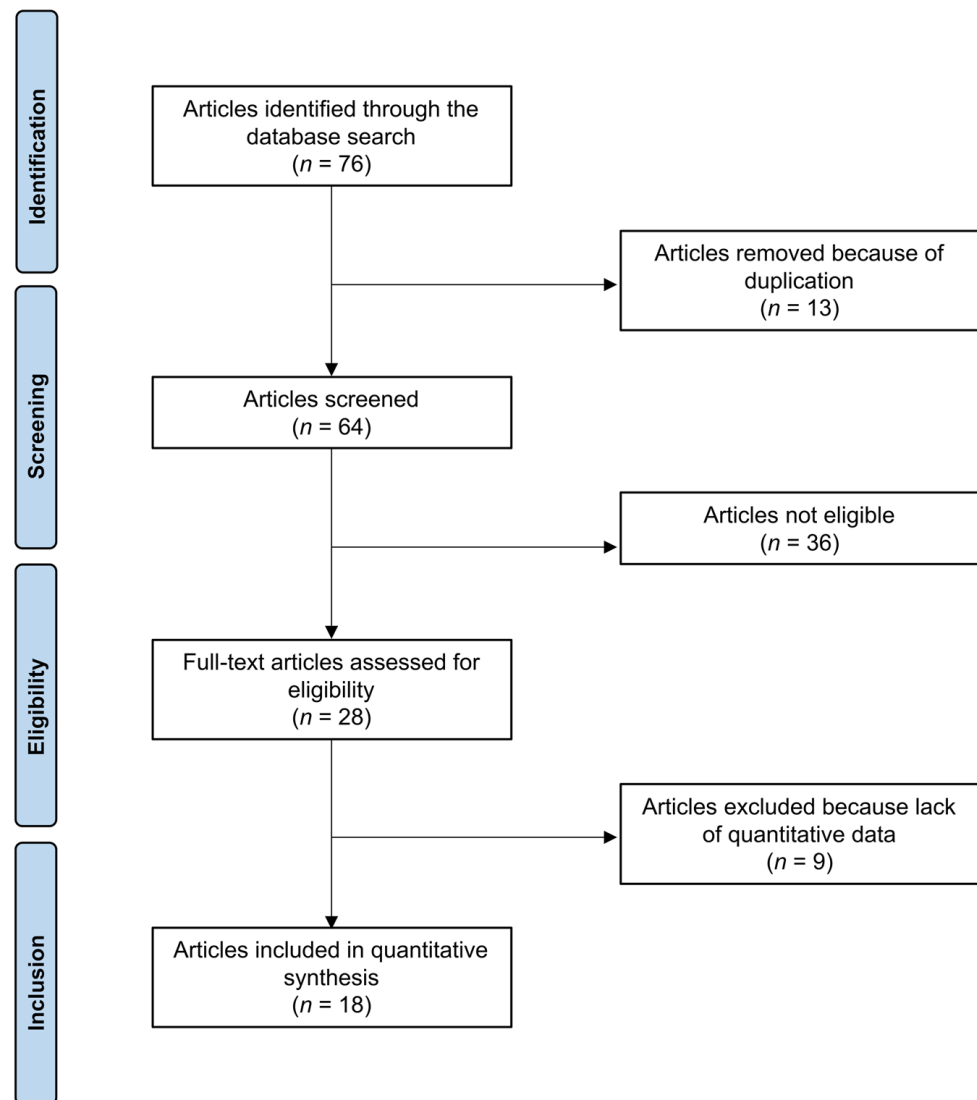 Identification
Articles identified through the
database search
(n = 76)
Articles removed because of
duplication
(n = 13)
Screening
Articles screened
(n = 64)
Articles not eligible
(n = 36)
Eligibility
Full-text articles assessed for
eligibility
(n = 28)
Articles excluded because lack
of quantitative data
(n = 9)
Inclusion
Articles included in quantitative
synthesis
(n = 18)